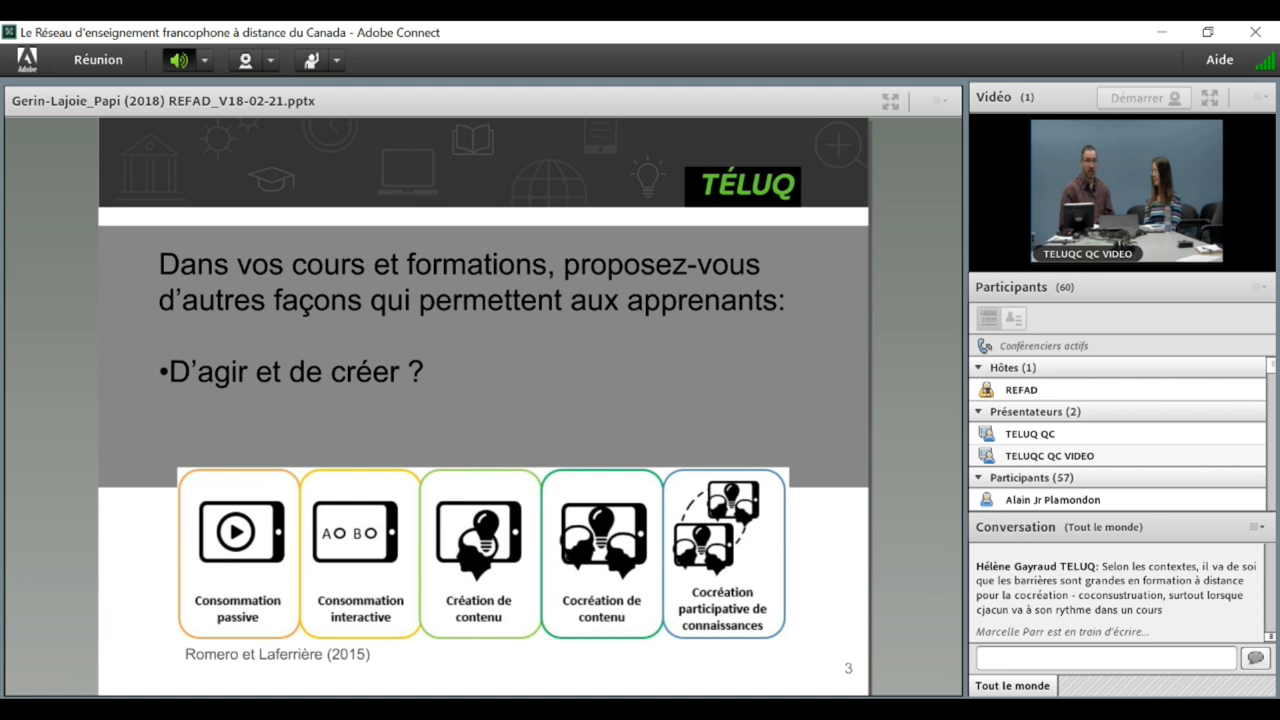 Le Réseau d'enseignement francophone à distance du Canada - Adobe Connect
Adobe
Réunion
Aide
Gerin-Lajoie_Papi (2018) REFAD_V18-02-21.pptx
TÉLUQ
Dans vos cours et formations, proposez-vous
d'autres façons qui permettent aux apprenants:
•D'agir et de créer ?
A B
Consommation
passive
Consommation
interactive
Création de
contenu
Cocréation de
contenu
Cocréation
participative de
connaissances
Romero et Laferrière (2015)
3
Vidéo (1)
Démarrer
TELUQC QC VIDEO
Participants (60)
Conférenciers actifs
Hôtes (1)
REFAD
Présentateurs (2)
TELUQ QC
TELUQC QC VIDEO
Participants (57)
Alain Jr Plamondon
Conversation (Tout le monde)
Hélène Gayraud TELUQ: Selon les contextes, il va de soi
que les barrières sont grandes en formation à distance
pour la cocréation - coconsustruation, surtout lorsque
cjacun va à son rythme dans un cours
Marcelle Parr est en train d'écrire...
Tout le monde